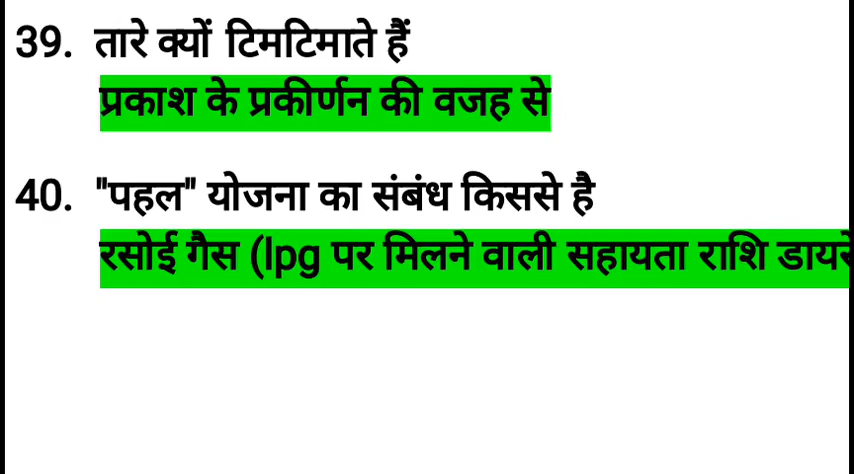 39. तारे क्यों टिमटिमाते हैं
प्रकाश के प्रकीर्णन की वजह से
40. "पहल" योजना का संबंध किससे है
रसोई गैस (lpg पर मिलने वाली सहायता राशि